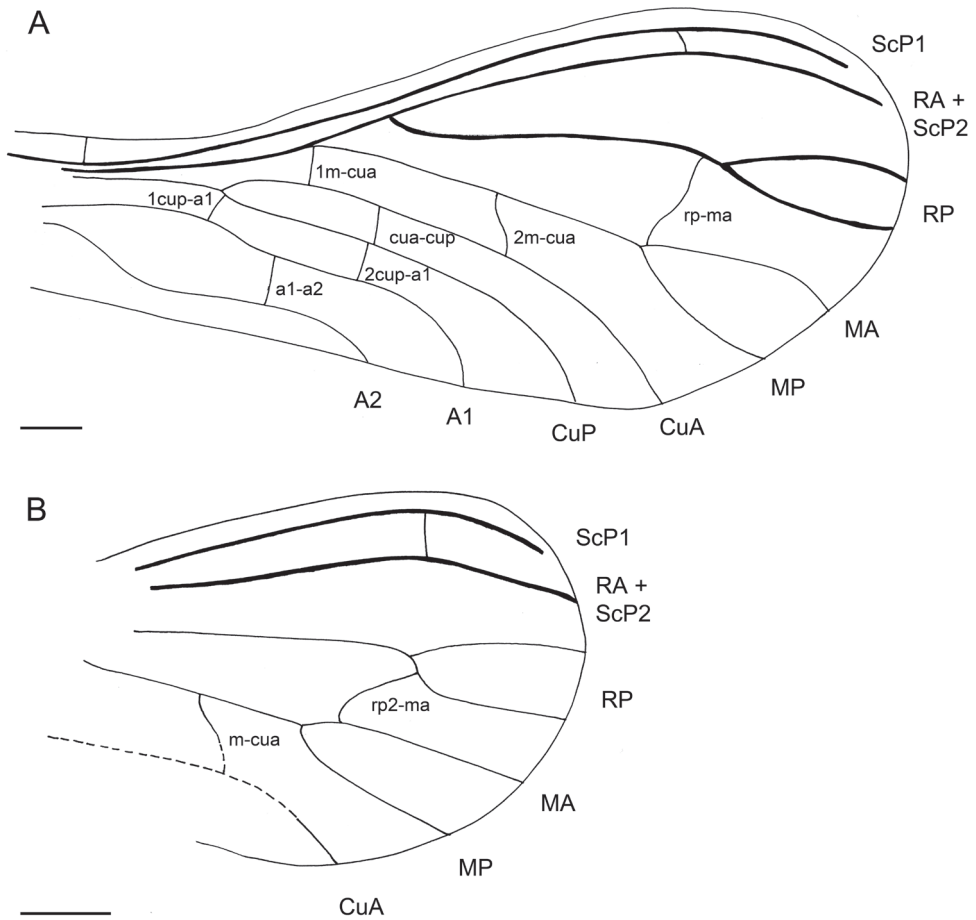 A
ScP1
RA +
ScP2
1m-cua
1cup-a1
rp-ma
RP
cua-cup
2m-cua
2cup-a1
a1-a2
MA
MP
A2
A1
CuP
CuA
B
ScP1
RA +
ScP2
RP
rp2-ma
m-cua
MA
MP
CuA